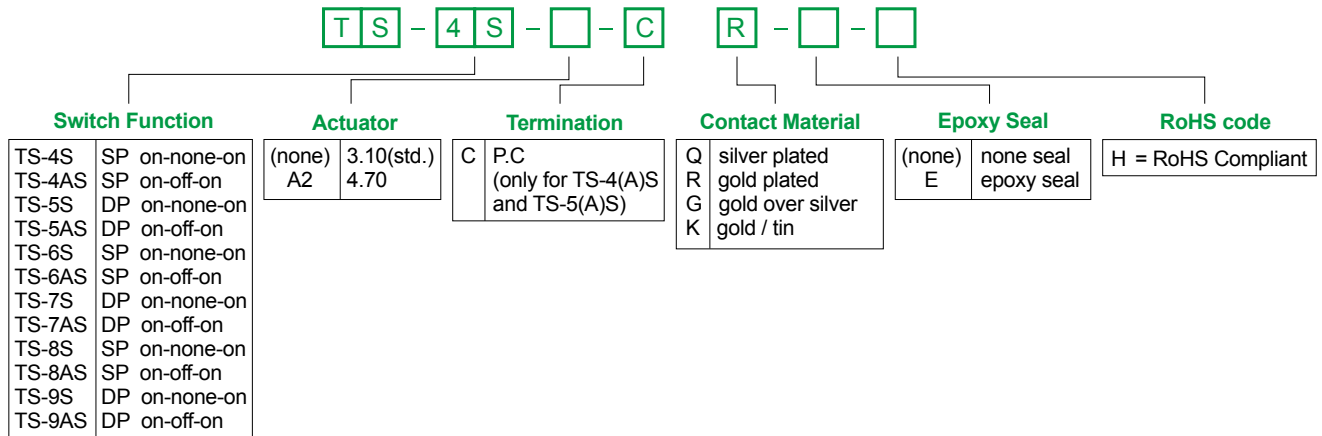 TS - 4S - - C R - -
Switch Function
TS-4S SP on-none-on
TS-4AS SP on-off-on
TS-5S DP on-none-on
TS-5AS DP on-off-on
TS-6S SP on-none-on
TS-6AS SP on-off-on
TS-7S DP on-none-on
TS-7AS DP on-off-on
TS-8S SP on-none-on
TS-8AS SP on-off-on
TS-9S DP on-none-on
TS-9AS DP on-off-on
Actuator
(none) 3.10(std.)
A2 4.70
Termination
C P.C
(only for TS-4(A)S
and TS-5(A)S)
Contact Material
Q silver plated
R gold plated
G gold over silver
K gold / tin
Epoxy Seal
(none) none seal
E epoxy seal
RoHS code
H = RoHS Compliant